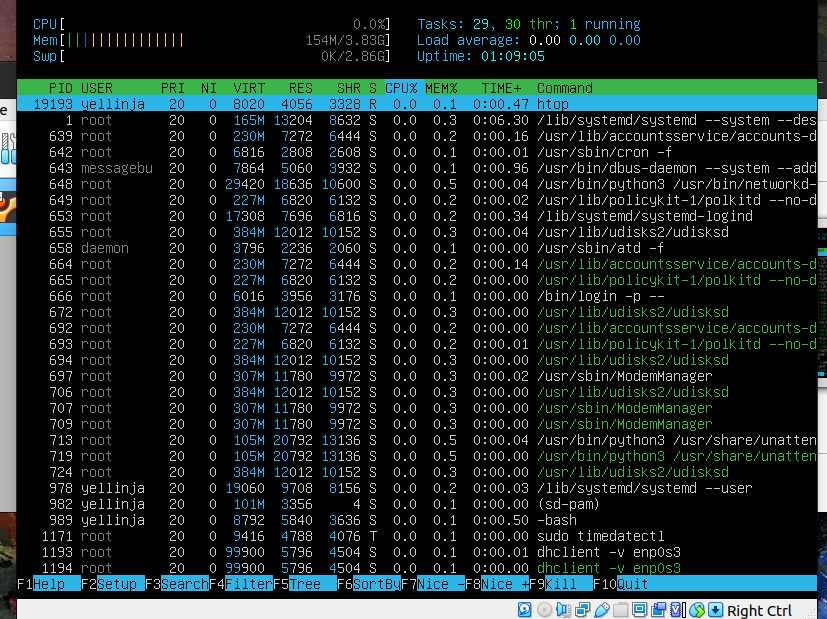 CPU[ 0.0%] Tasks: 29, 30 thr; 1 running
Mem[||||||||||||||| 154M/3.83G] Load average: 0.00 0.00 0.00
Swp[ 0K/2.86G] Uptime: 01:09:05
PID USER PRI NI VIRT RES SHR S CPU% MEM% TIME+ Command
19193 yellinja 20 0 8020 4056 3328 R 0.0 0.1 0:00.47 htop
1 root 20 0 165M 13204 8632 S 0.0 0.3 0:06.30 /lib/systemd/systemd --system --des
639 root 20 0 230M 7272 6444 S 0.0 0.2 0:00.16 /usr/lib/accountsservice/accounts-d
642 root 20 0 6816 2808 2608 S 0.0 0.1 0:00.01 /usr/sbin/cron -f
643 messagebu 20 0 7864 5060 3932 S 0.0 0.1 0:00.96 /usr/bin/dbus-daemon --system --add
648 root 20 0 29420 18636 10600 S 0.0 0.5 0:00.04 /usr/bin/python3 /usr/bin/networkd-
649 root 20 0 227M 6820 6132 S 0.0 0.2 0:00.02 /usr/lib/policykit-1/polkitd --no-d
653 root 20 0 17308 7696 6816 S 0.0 0.2 0:00.34 /lib/systemd/systemd-logind
655 root 20 0 384M 12012 10152 S 0.0 0.3 0:00.04 /usr/lib/udisks2/udisksd
658 daemon 20 0 3796 2236 2060 S 0.0 0.1 0:00.00 /usr/sbin/atd -f
664 root 20 0 230M 7272 6444 S 0.0 0.2 0:00.14 /usr/lib/accountsservice/accounts-d
665 root 20 0 227M 6820 6132 S 0.0 0.2 0:00.00 /usr/lib/policykit-1/polkitd --no-d
666 root 20 0 6016 3956 3176 S 0.0 0.1 0:00.00 /bin/login -p --
672 root 20 0 384M 12012 10152 S 0.0 0.3 0:00.00 /usr/lib/udisks2/udisksd
692 root 20 0 230M 7272 6444 S 0.0 0.2 0:00.00 /usr/lib/accountsservice/accounts-d
693 root 20 0 227M 6820 6132 S 0.0 0.2 0:00.01 /usr/lib/policykit-1/polkitd --no-d
694 root 20 0 384M 12012 10152 S 0.0 0.3 0:00.00 /usr/lib/udisks2/udisksd
697 root 20 0 307M 11780 9972 S 0.0 0.3 0:00.02 /usr/sbin/ModemManager
706 root 20 0 384M 12012 10152 S 0.0 0.3 0:00.00 /usr/lib/udisks2/udisksd
707 root 20 0 307M 11780 9972 S 0.0 0.3 0:00.00 /usr/sbin/ModemManager
709 root 20 0 307M 11780 9972 S 0.0 0.3 0:00.00 /usr/sbin/ModemManager
713 root 20 0 105M 20792 13136 S 0.0 0.5 0:00.04 /usr/bin/python3 /usr/share/unatten
719 root 20 0 105M 20792 13136 S 0.0 0.5 0:00.00 /usr/bin/python3 /usr/share/unatten
724 root 20 0 384M 12012 10152 S 0.0 0.3 0:00.00 /usr/lib/udisks2/udisksd
978 yellinja 20 0 19060 9708 8156 S 0.0 0.2 0:00.03 /lib/systemd/systemd --user
982 yellinja 20 0 101M 3356 4 S 0.0 0.1 0:00.00 (sd-pam)
989 yellinja 20 0 8792 5840 3636 S 0.0 0.1 0:00.50 -bash
1171 root 20 0 9416 4788 4076 T 0.0 0.1 0:00.00 sudo timedatectl
1193 root 20 0 99900 5796 4504 S 0.0 0.1 0:00.01 dhclient -v enp0s3
1194 root 20 0 99900 5796 4504 S 0.0 0.1 0:00.00 dhclient -v enp0s3
F1Help F2Setup F3SearchF4FilterF5Tree F6SortByF7Nice -F8Nice +F9Kill F10Quit
Right Ctrl